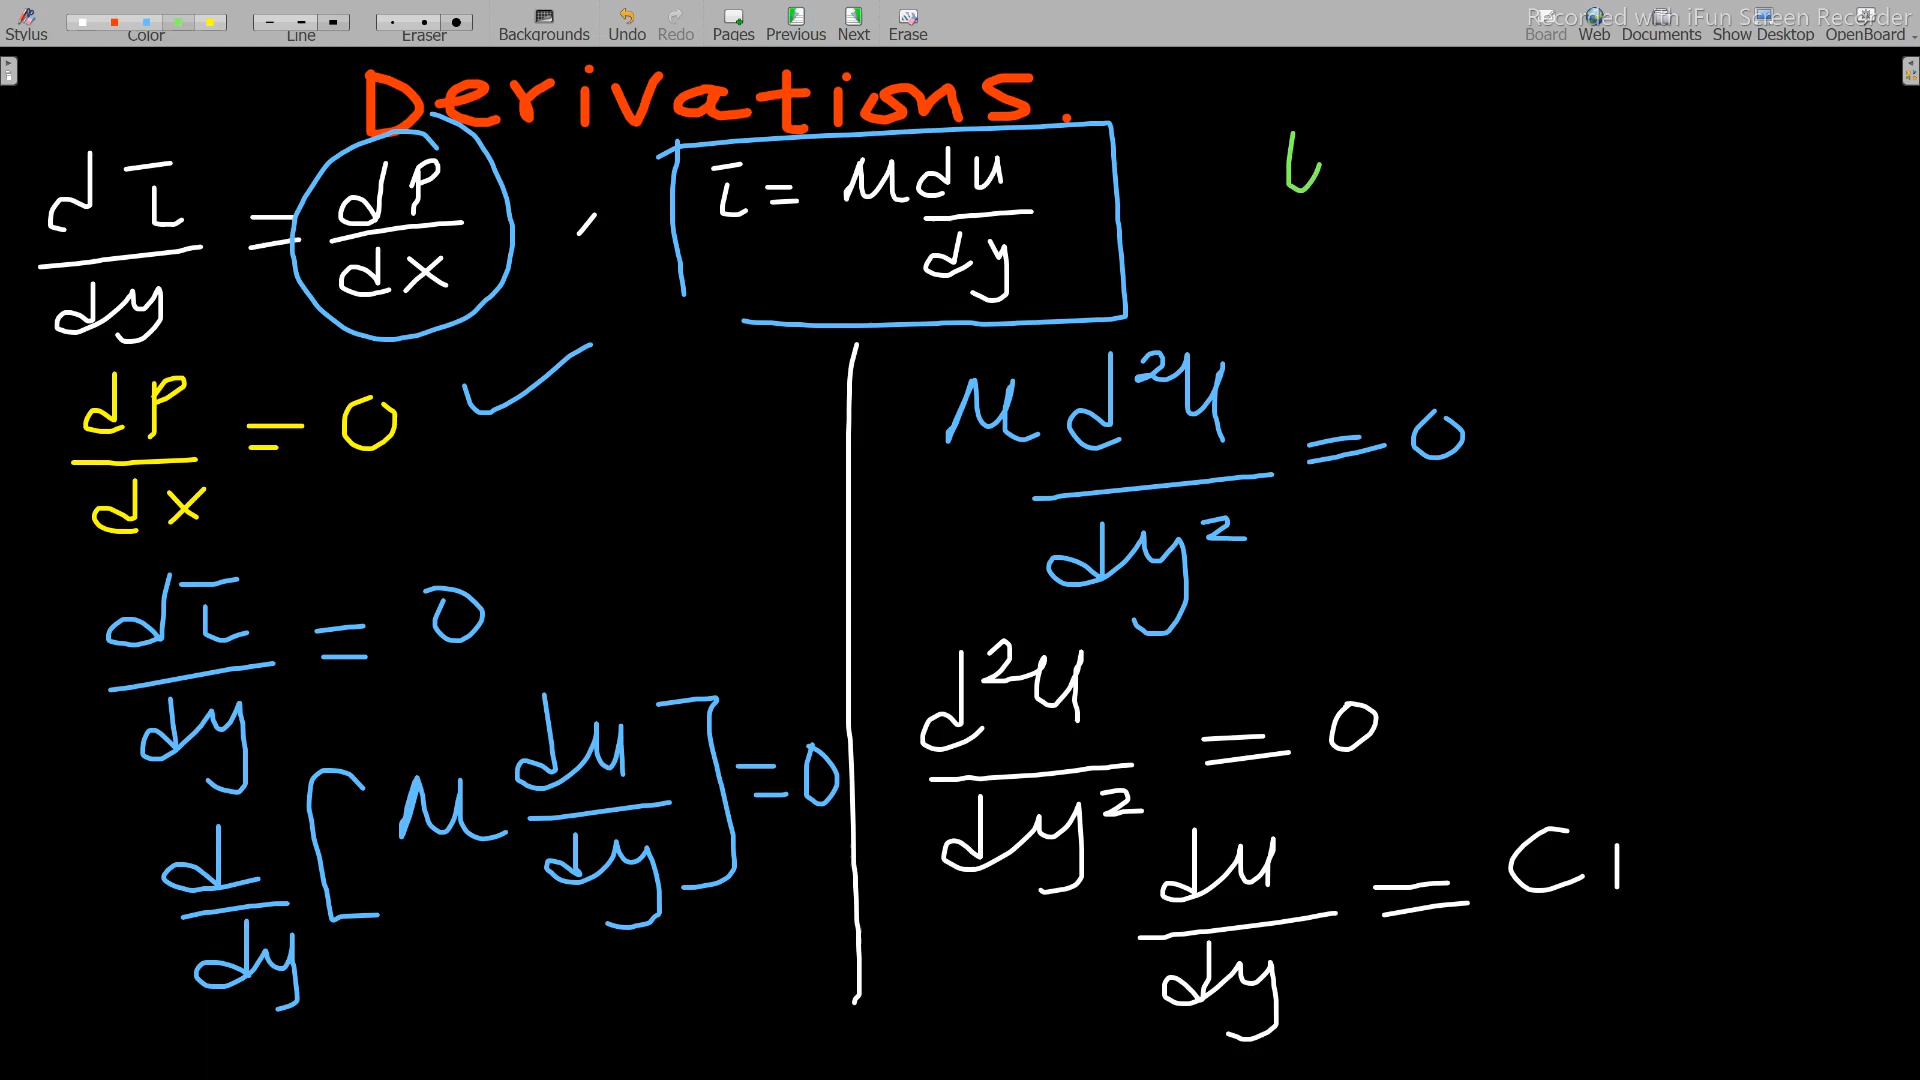 Recorded with iFun Screen Recorder
Stylus Color Line Eraser Backgrounds Undo Redo Pages Previous Next Erase Board Web Documents Show Desktop OpenBoard
Derivations.
dτ/dy = dP/dx , τ = μ du/dy
dP/dx = 0
dτ/dy = 0
d/dy [μ du/dy] = 0
μ d²u/dy² = 0
d²u/dy² = 0
du/dy = C1